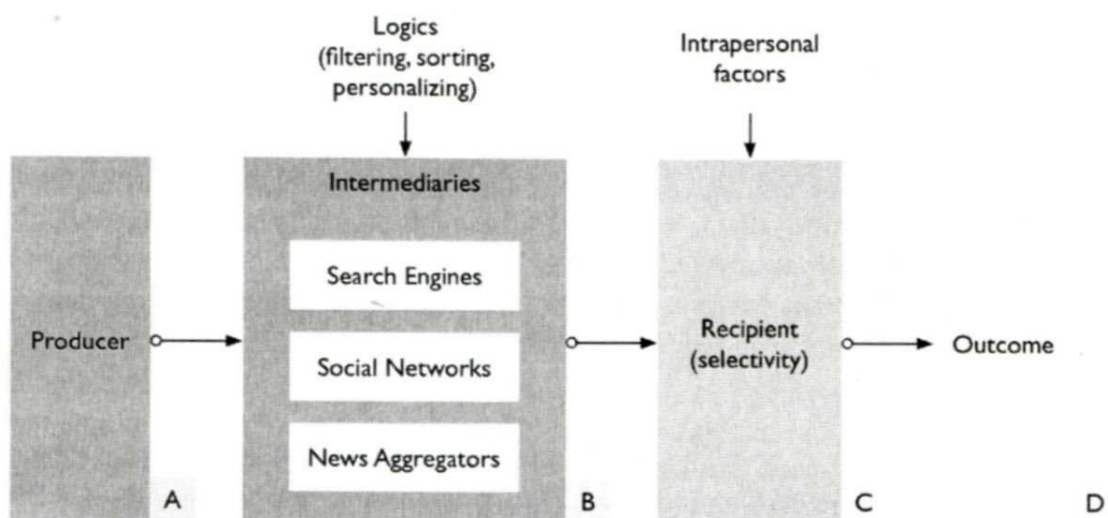 Logics
(filtering, sorting,
personalizing)
Intrapersonal
factors
Intermediaries
Search Engines
Producer
Social Networks
Recipient
(selectivity)
Outcome
News Aggregators
A
B
C
D